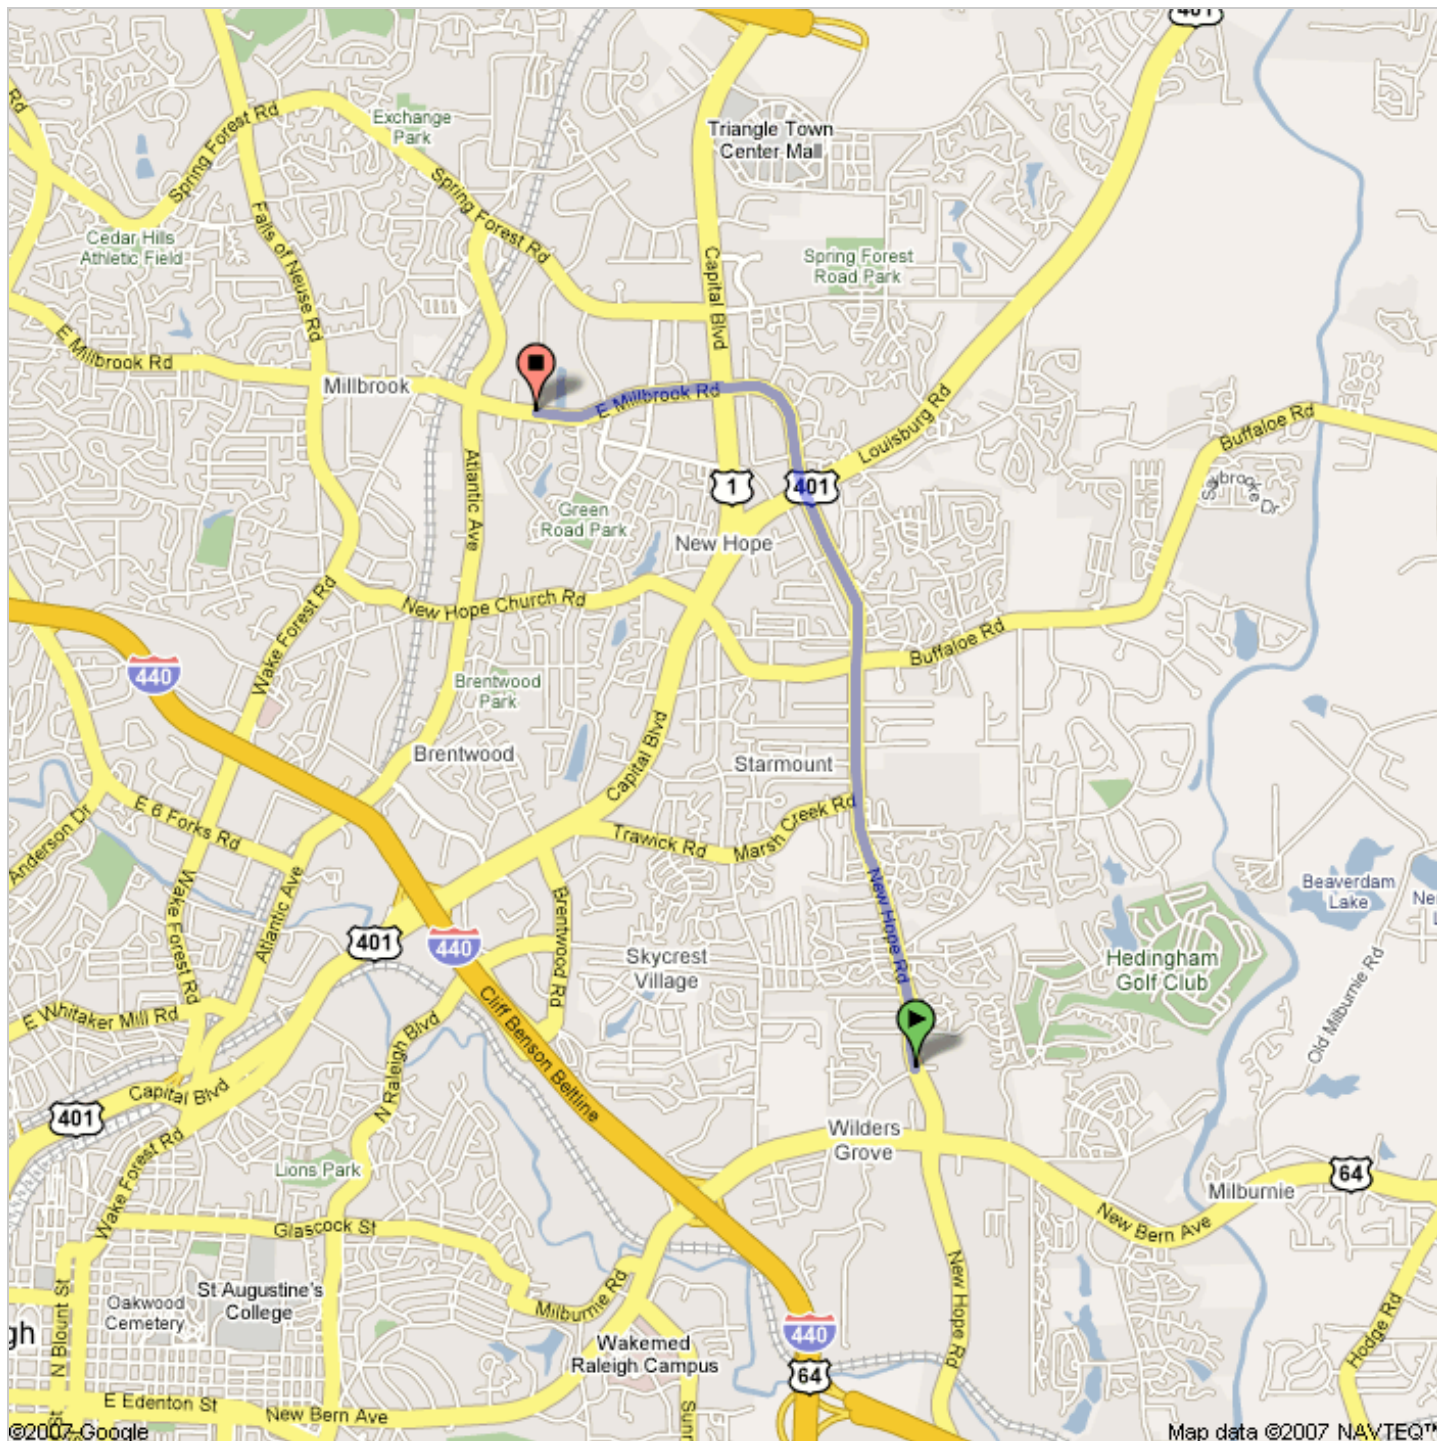 401
Rd
Exchange
Park
Spring Forest Rd
Triangle Town
Center Mall
Spring Forest Rd
Falls of Neuse Rd
Cedar Hills
Athletic Field
Capital Blvd
Spring Forest
Road Park
E Millbrook Rd
Millbrook
E Millbrook Rd
Louisburg Rd
Buffaloe Rd
Atlantic Ave
1
401
Green
Road Park
New Hope
Wake Forest Rd
New Hope Church Rd
Buffaloe Rd
440
Brentwood
Park
Brentwood
Capital Blvd
Starmount
Anderson Dr
E 6 Forks Rd
Trawick Rd
Marsh Creek Rd
Wake Forest Rd
Atlantic Ave
Brentwood Rd
New Hope Rd
Beaverdam
Lake
401
440
Skycrest
Village
Hedingham
Golf Club
Old Milburnie Rd
E Whitaker Mill Rd
N Raleigh Blvd
Cliff Benson Beltline
Capital Blvd
401
Wake Forest Rd
Lions Park
Wilders
Grove
64
Milburnie
New Bern Ave
Glascock St
New Hope Rd
St Augustine's
College
Milburnie Rd
Oakwood
Cemetery
gh
N Blount St
440
Wakemed
Raleigh Campus
64
Hodge Rd
E Edenton St
New Bern Ave
St
Sunn
©2007 Google
Map data ©2007 NAVTEQ™